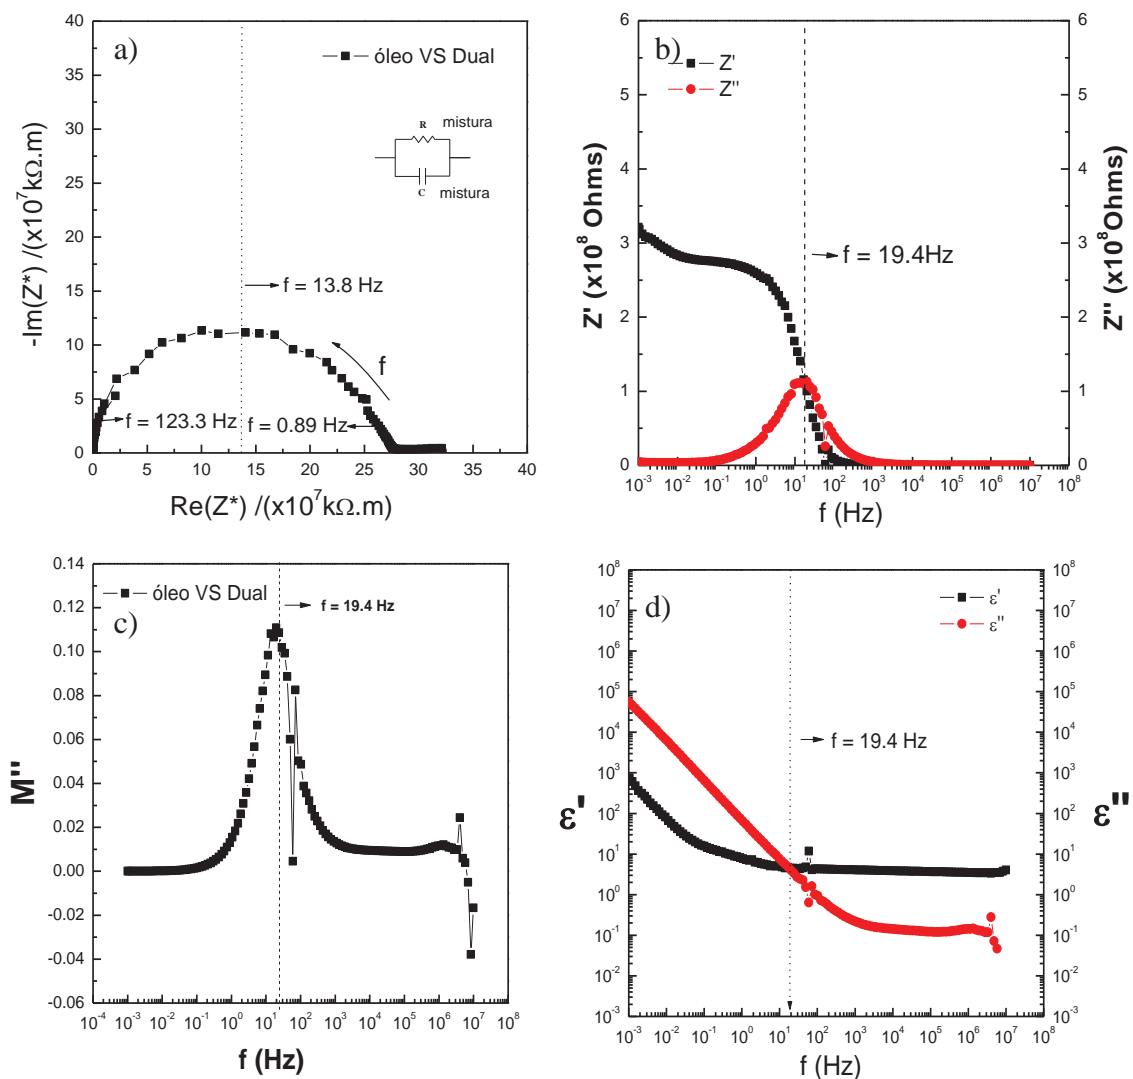 a)
óleo VS Dual
-Im(Z*) /(x10⁷kΩ.m)
40
35
30
25
20
15
10
5
0
R mistura
C mistura
f = 13.8 Hz
f
f = 123.3 Hz
f = 0.89 Hz
0 5 10 15 20 25 30 35 40
Re(Z*) /(x10⁷kΩ.m)
b)
Z'
Z''
Z' (x10⁸ Ohms)
6
5
4
3
2
1
0
f = 19.4Hz
6
5
4
3
2
1
0
Z'' (x10⁸Ohms)
10⁻³ 10⁻² 10⁻¹ 10⁰ 10¹ 10² 10³ 10⁴ 10⁵ 10⁶ 10⁷ 10⁸
f (Hz)
c)
óleo VS Dual
M''
0.14
0.12
0.10
0.08
0.06
0.04
0.02
0.00
-0.02
-0.04
-0.06
f = 19.4 Hz
10⁻⁴ 10⁻³ 10⁻² 10⁻¹ 10⁰ 10¹ 10² 10³ 10⁴ 10⁵ 10⁶ 10⁷ 10⁸
f (Hz)
d)
ε'
ε''
ε'
10⁸
10⁷
10⁶
10⁵
10⁴
10³
10²
10¹
10⁰
10⁻¹
10⁻²
10⁻³
f = 19.4 Hz
10⁸
10⁷
10⁶
10⁵
10⁴
10³
10²
10¹
10⁰
10⁻¹
10⁻²
10⁻³
ε''
10⁻³ 10⁻² 10⁻¹ 10⁰ 10¹ 10² 10³ 10⁴ 10⁵ 10⁶ 10⁷ 10⁸
f (Hz)